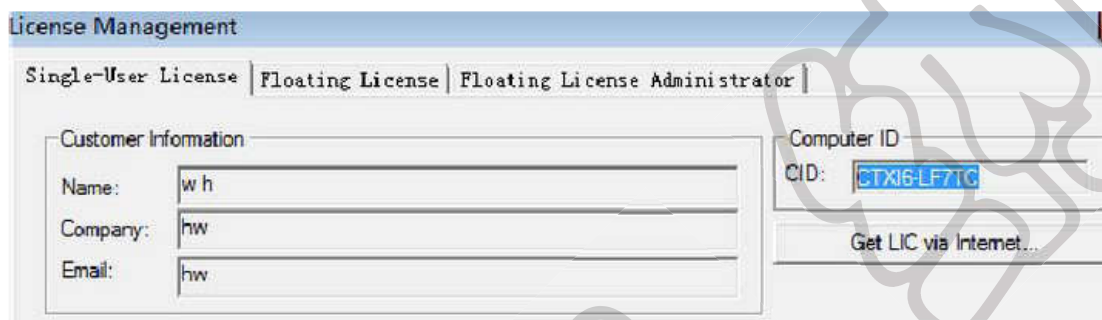 License Management
Single-User License Floating License Floating License Administrator
Customer Information
Name: w h
Company: hw
Email: hw
Computer ID
CID: CTXI6-LF7TC
Get LIC via Internet...